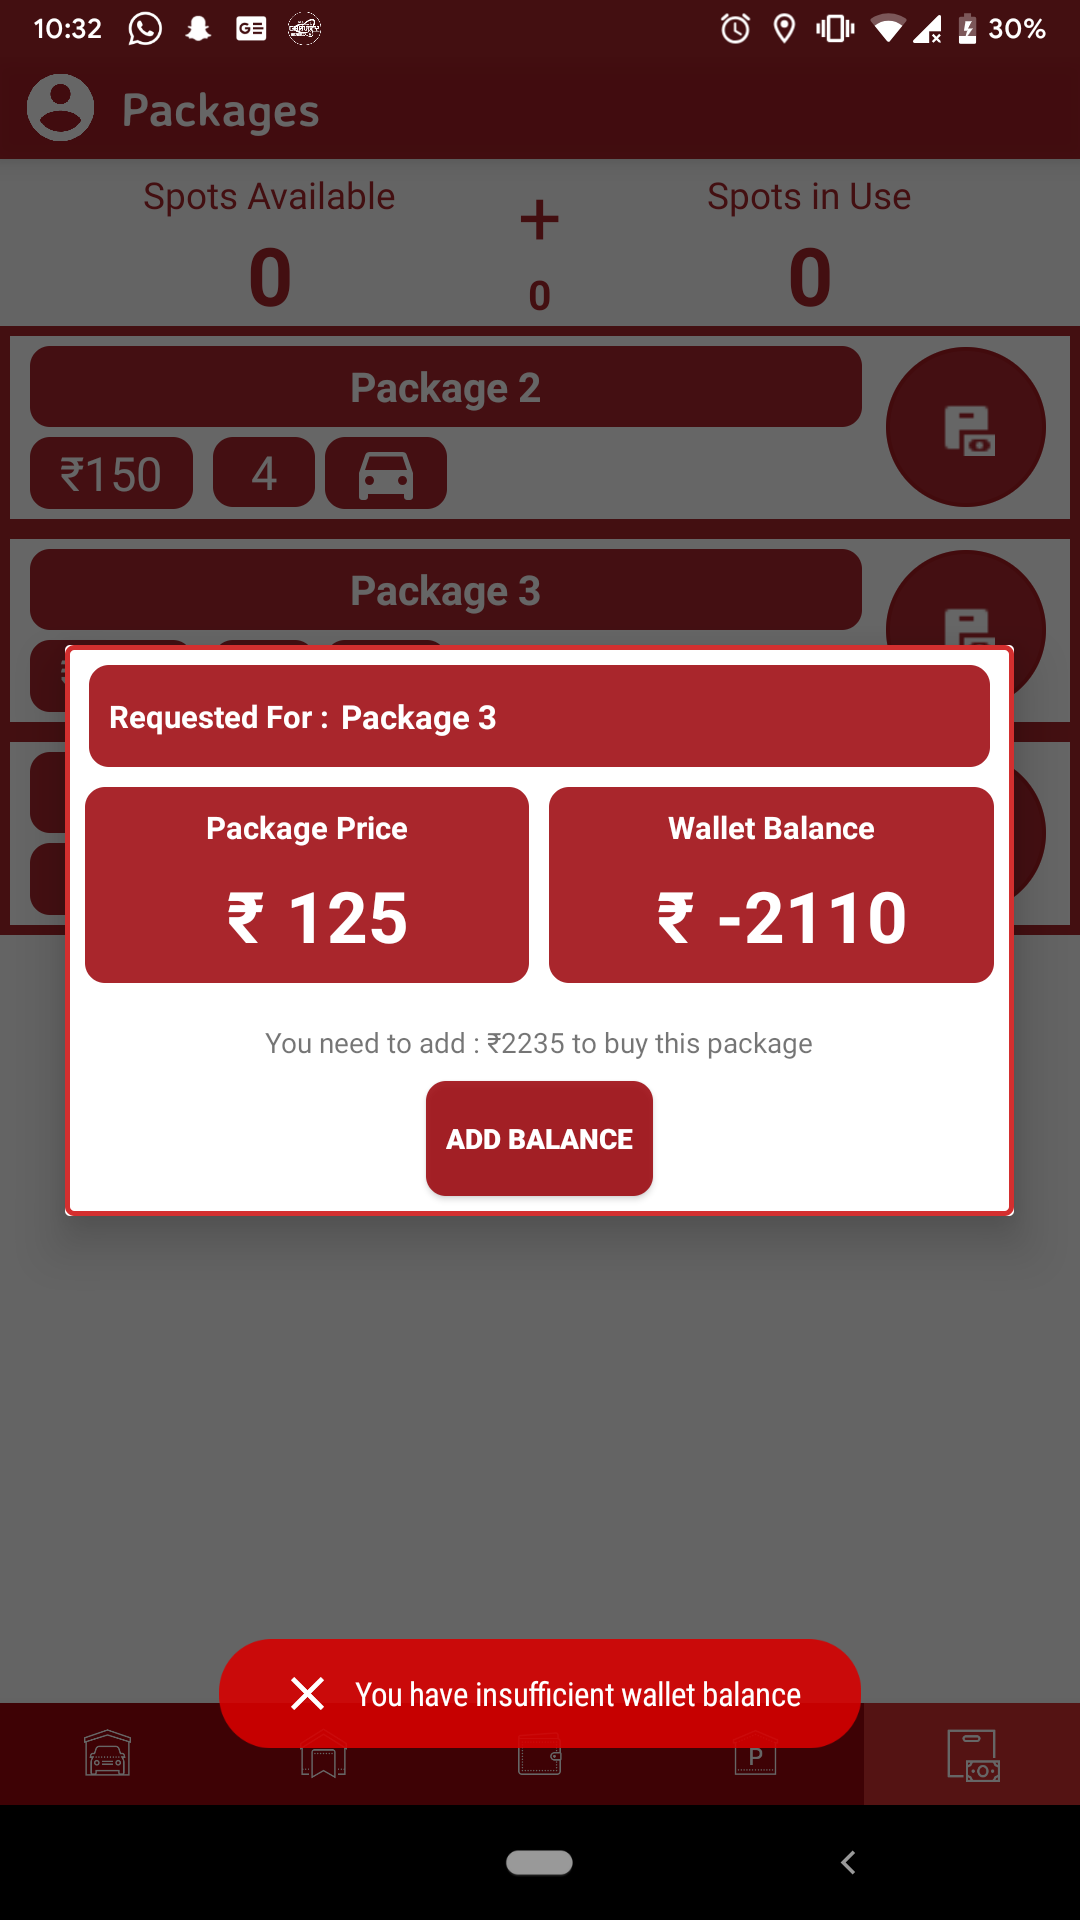 10:32
30%
Packages
Spots Available
+
Spots in Use
0
0
0
Package 2
₹150
4
Package 3
Requested For : Package 3
Package Price
Wallet Balance
₹ 125
₹ -2110
You need to add : ₹2235 to buy this package
ADD BALANCE
You have insufficient wallet balance
P